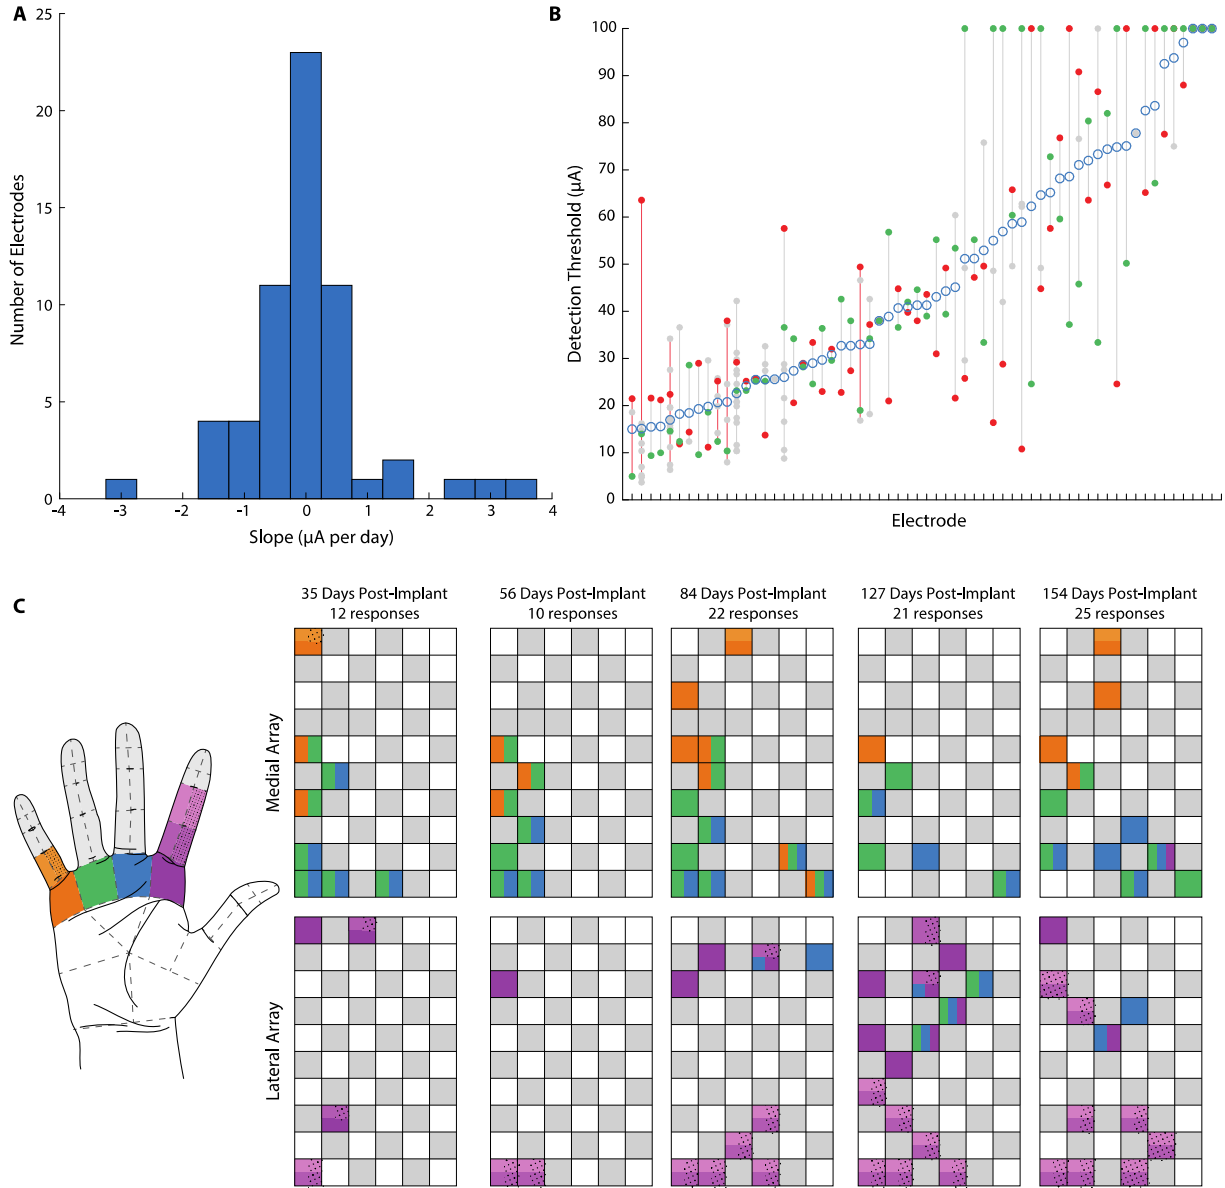 A
25
20
15
10
5
0
Number of Electrodes
-4
-3
-2
-1
0
1
2
3
4
Slope (μA per day)
B
100
90
80
70
60
50
40
30
20
10
0
Detection Threshold (μA)
Electrode
C
35 Days Post-Implant
12 responses
56 Days Post-Implant
10 responses
84 Days Post-Implant
22 responses
127 Days Post-Implant
21 responses
154 Days Post-Implant
25 responses
Medial Array
Lateral Array